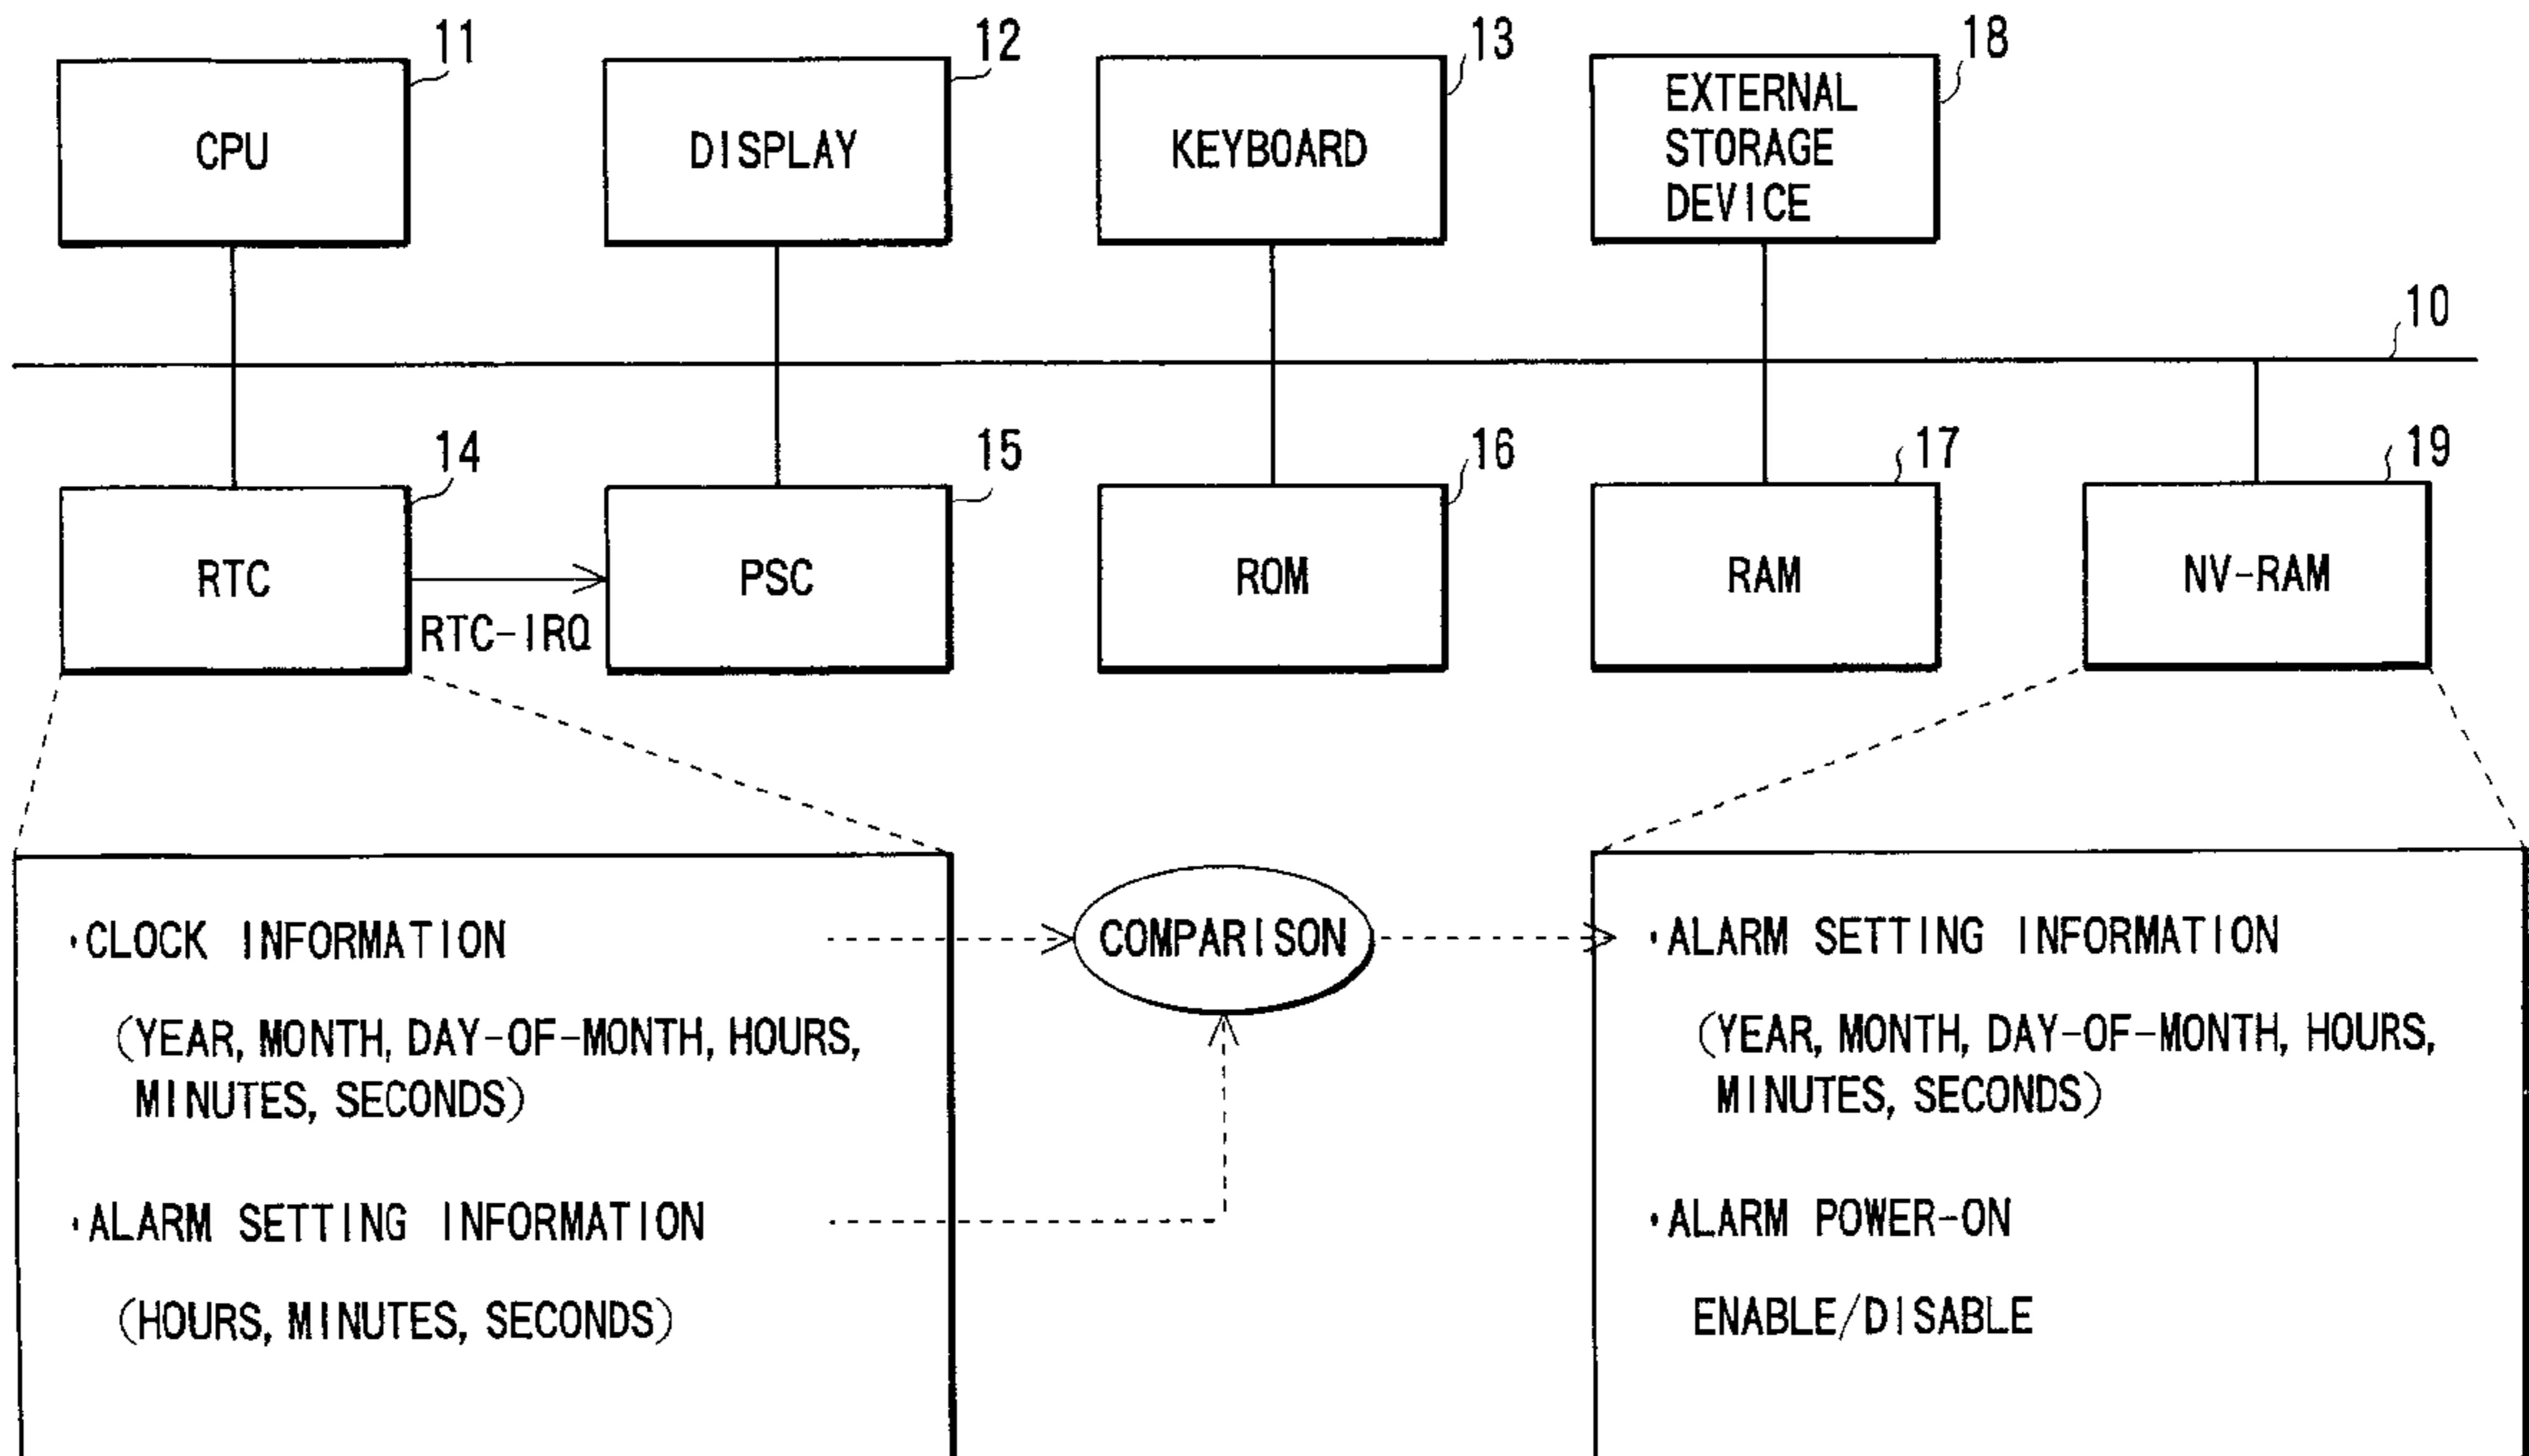 11
12
13
18
CPU
DISPLAY
KEYBOARD
EXTERNAL
STORAGE
DEVICE
10
14
15
16
17
19
RTC
PSC
ROM
RAM
NV-RAM
RTC-IRQ
·CLOCK INFORMATION
(YEAR, MONTH, DAY-OF-MONTH, HOURS,
MINUTES, SECONDS)
·ALARM SETTING INFORMATION
(HOURS, MINUTES, SECONDS)
COMPARISON
·ALARM SETTING INFORMATION
(YEAR, MONTH, DAY-OF-MONTH, HOURS,
MINUTES, SECONDS)
·ALARM POWER-ON
ENABLE/DISABLE